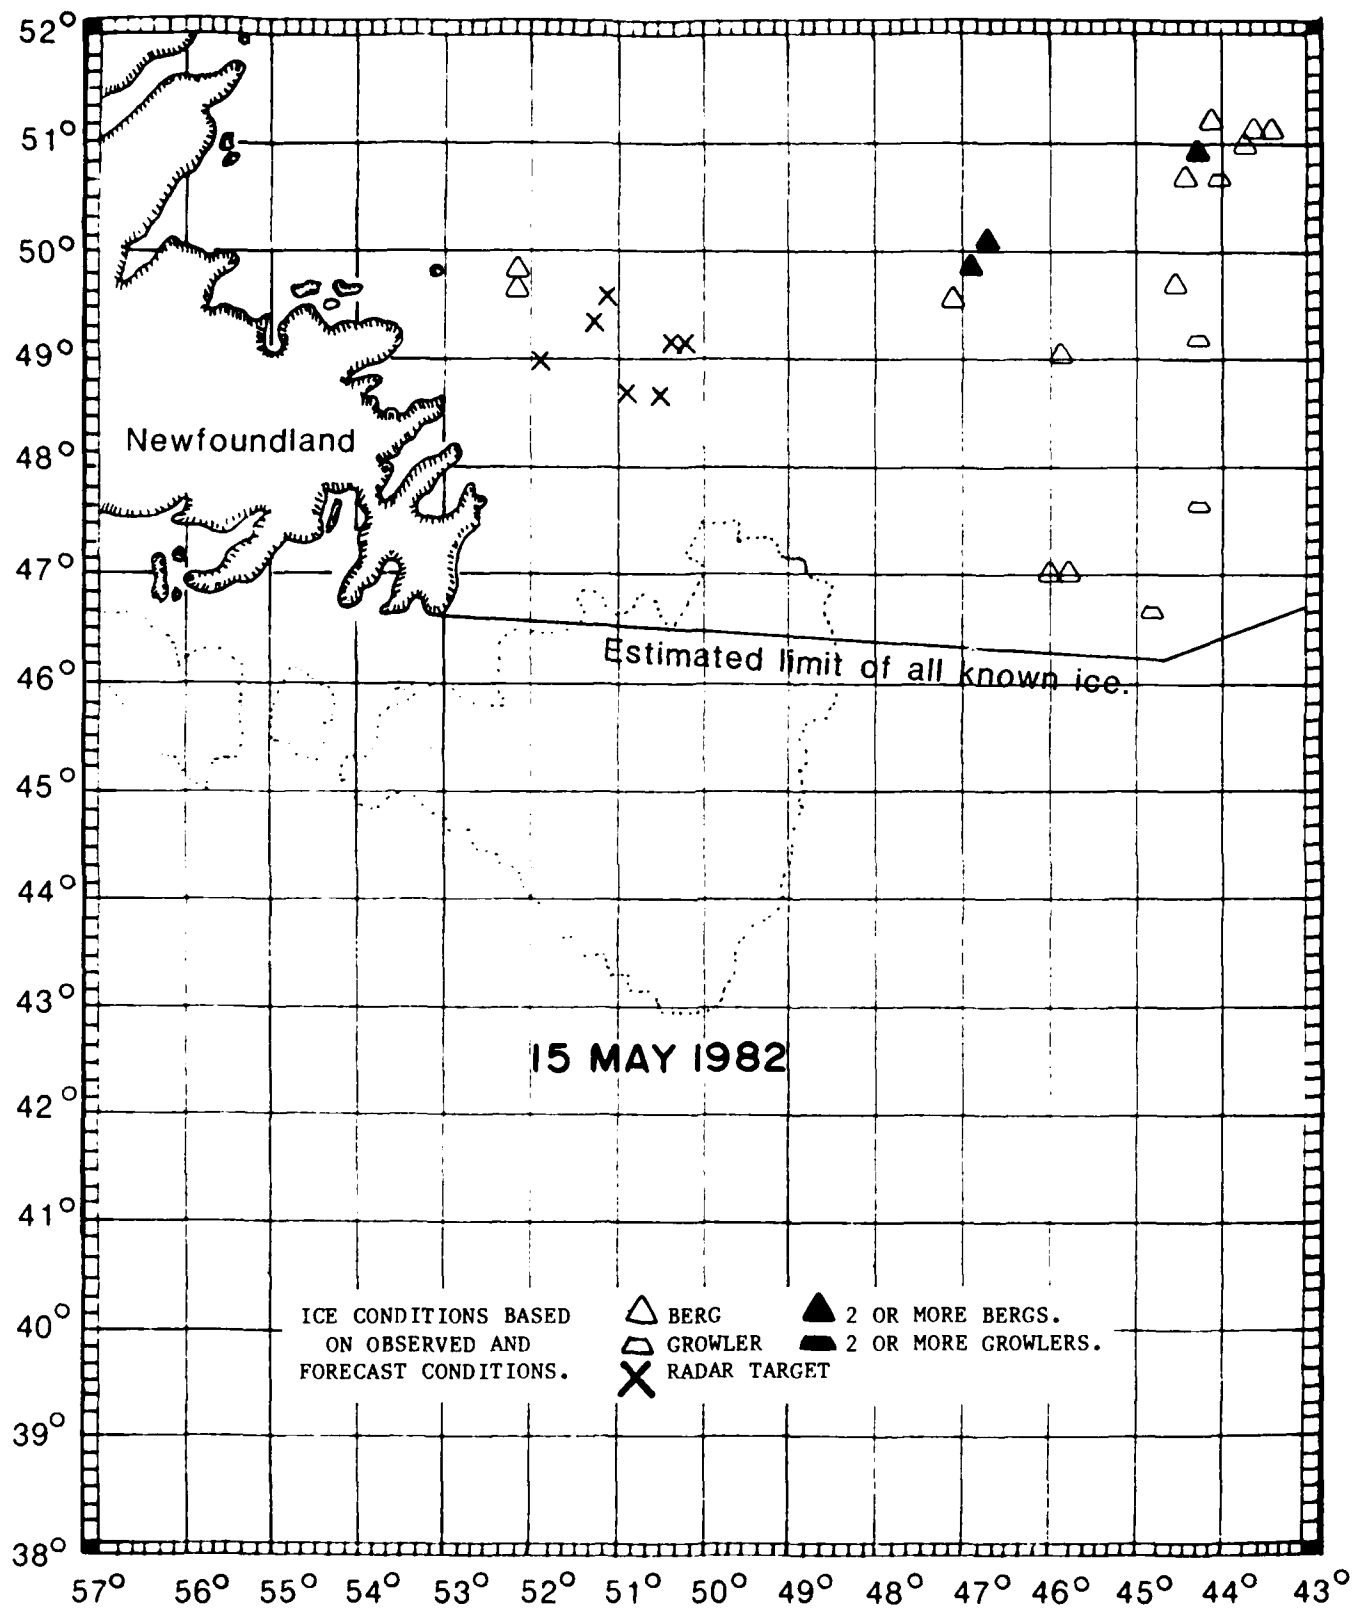 52°
51°
50°
49°
Newfoundland
48°
47°
Estimated limit of all known ice.
46°
45°
44°
43°
15 MAY 1982
42°
41°
40°
ICE CONDITIONS BASED
ON OBSERVED AND
FORECAST CONDITIONS.
BERG
GROWLER
RADAR TARGET
2 OR MORE BERGS.
2 OR MORE GROWLERS.
39°
38°
57° 56° 55° 54° 53° 52° 51° 50° 49° 48° 47° 46° 45° 44° 43°